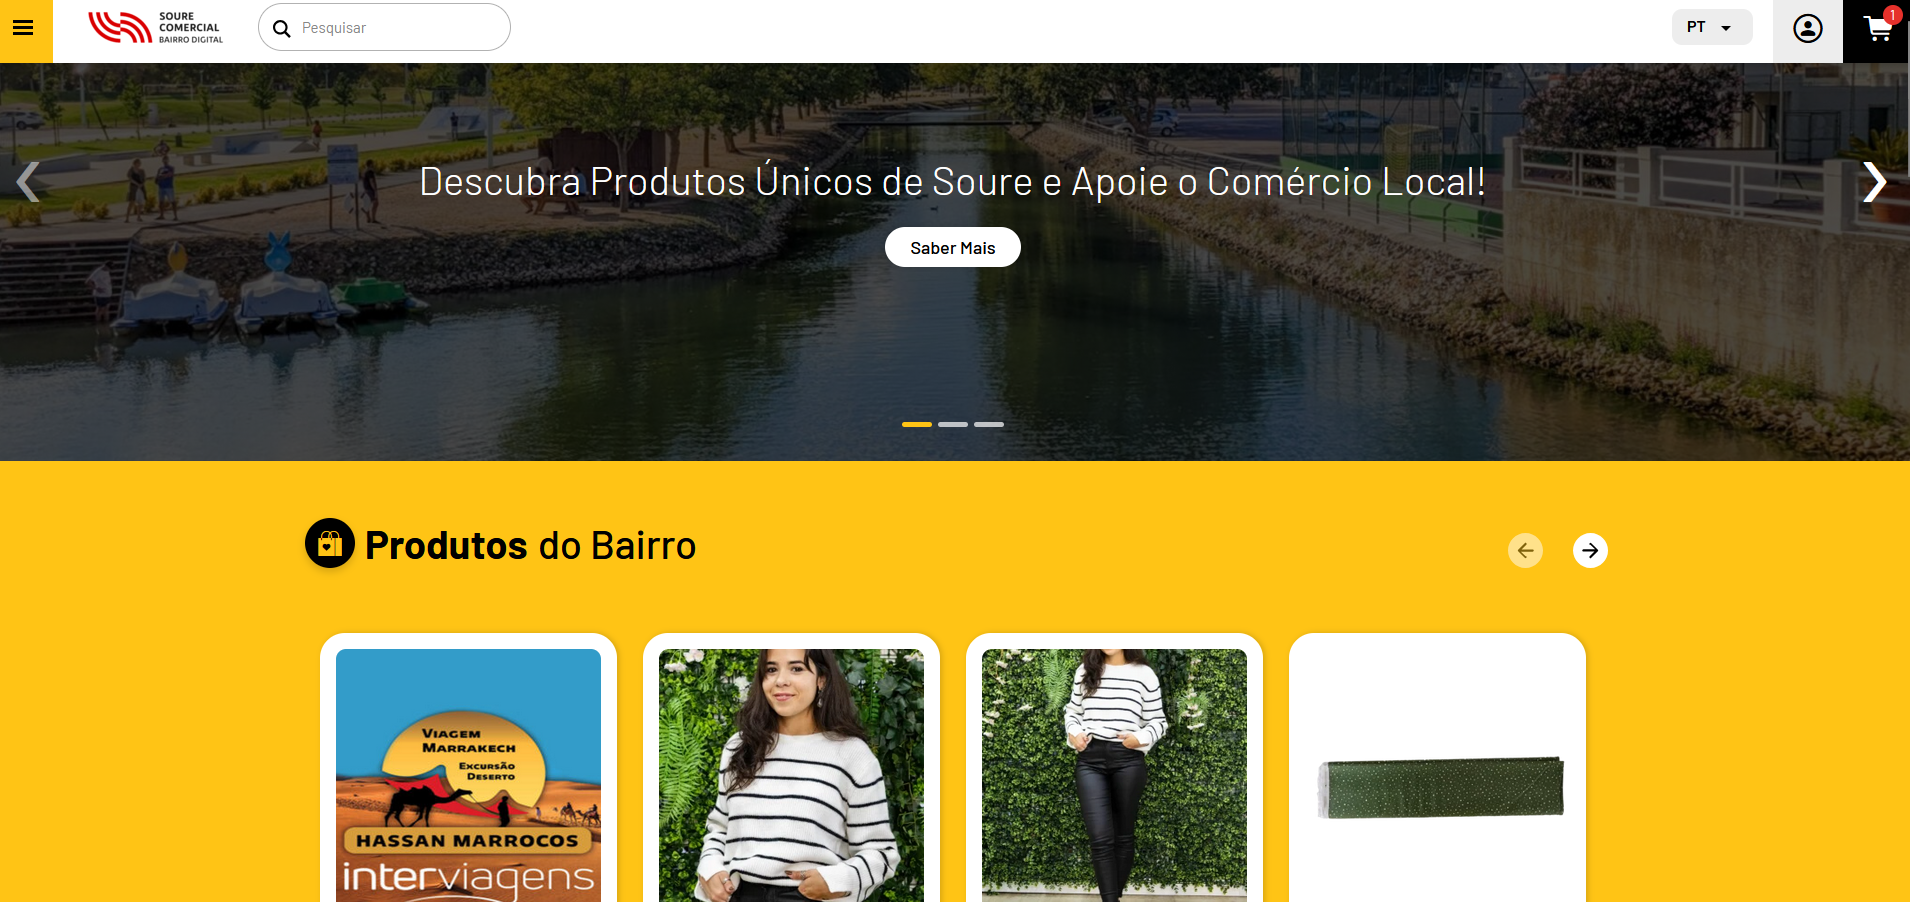 SOURE
COMERCIAL
BAIRRO DIGITAL
Pesquisar
PT
1
Descubra Produtos Únicos de Soure e Apoie o Comércio Local!
Saber Mais
Produtos do Bairro
VIAGEM
MARRAKECH
EXCURSÃO
DESERTO
HASSAN MARROCOS
interviagens